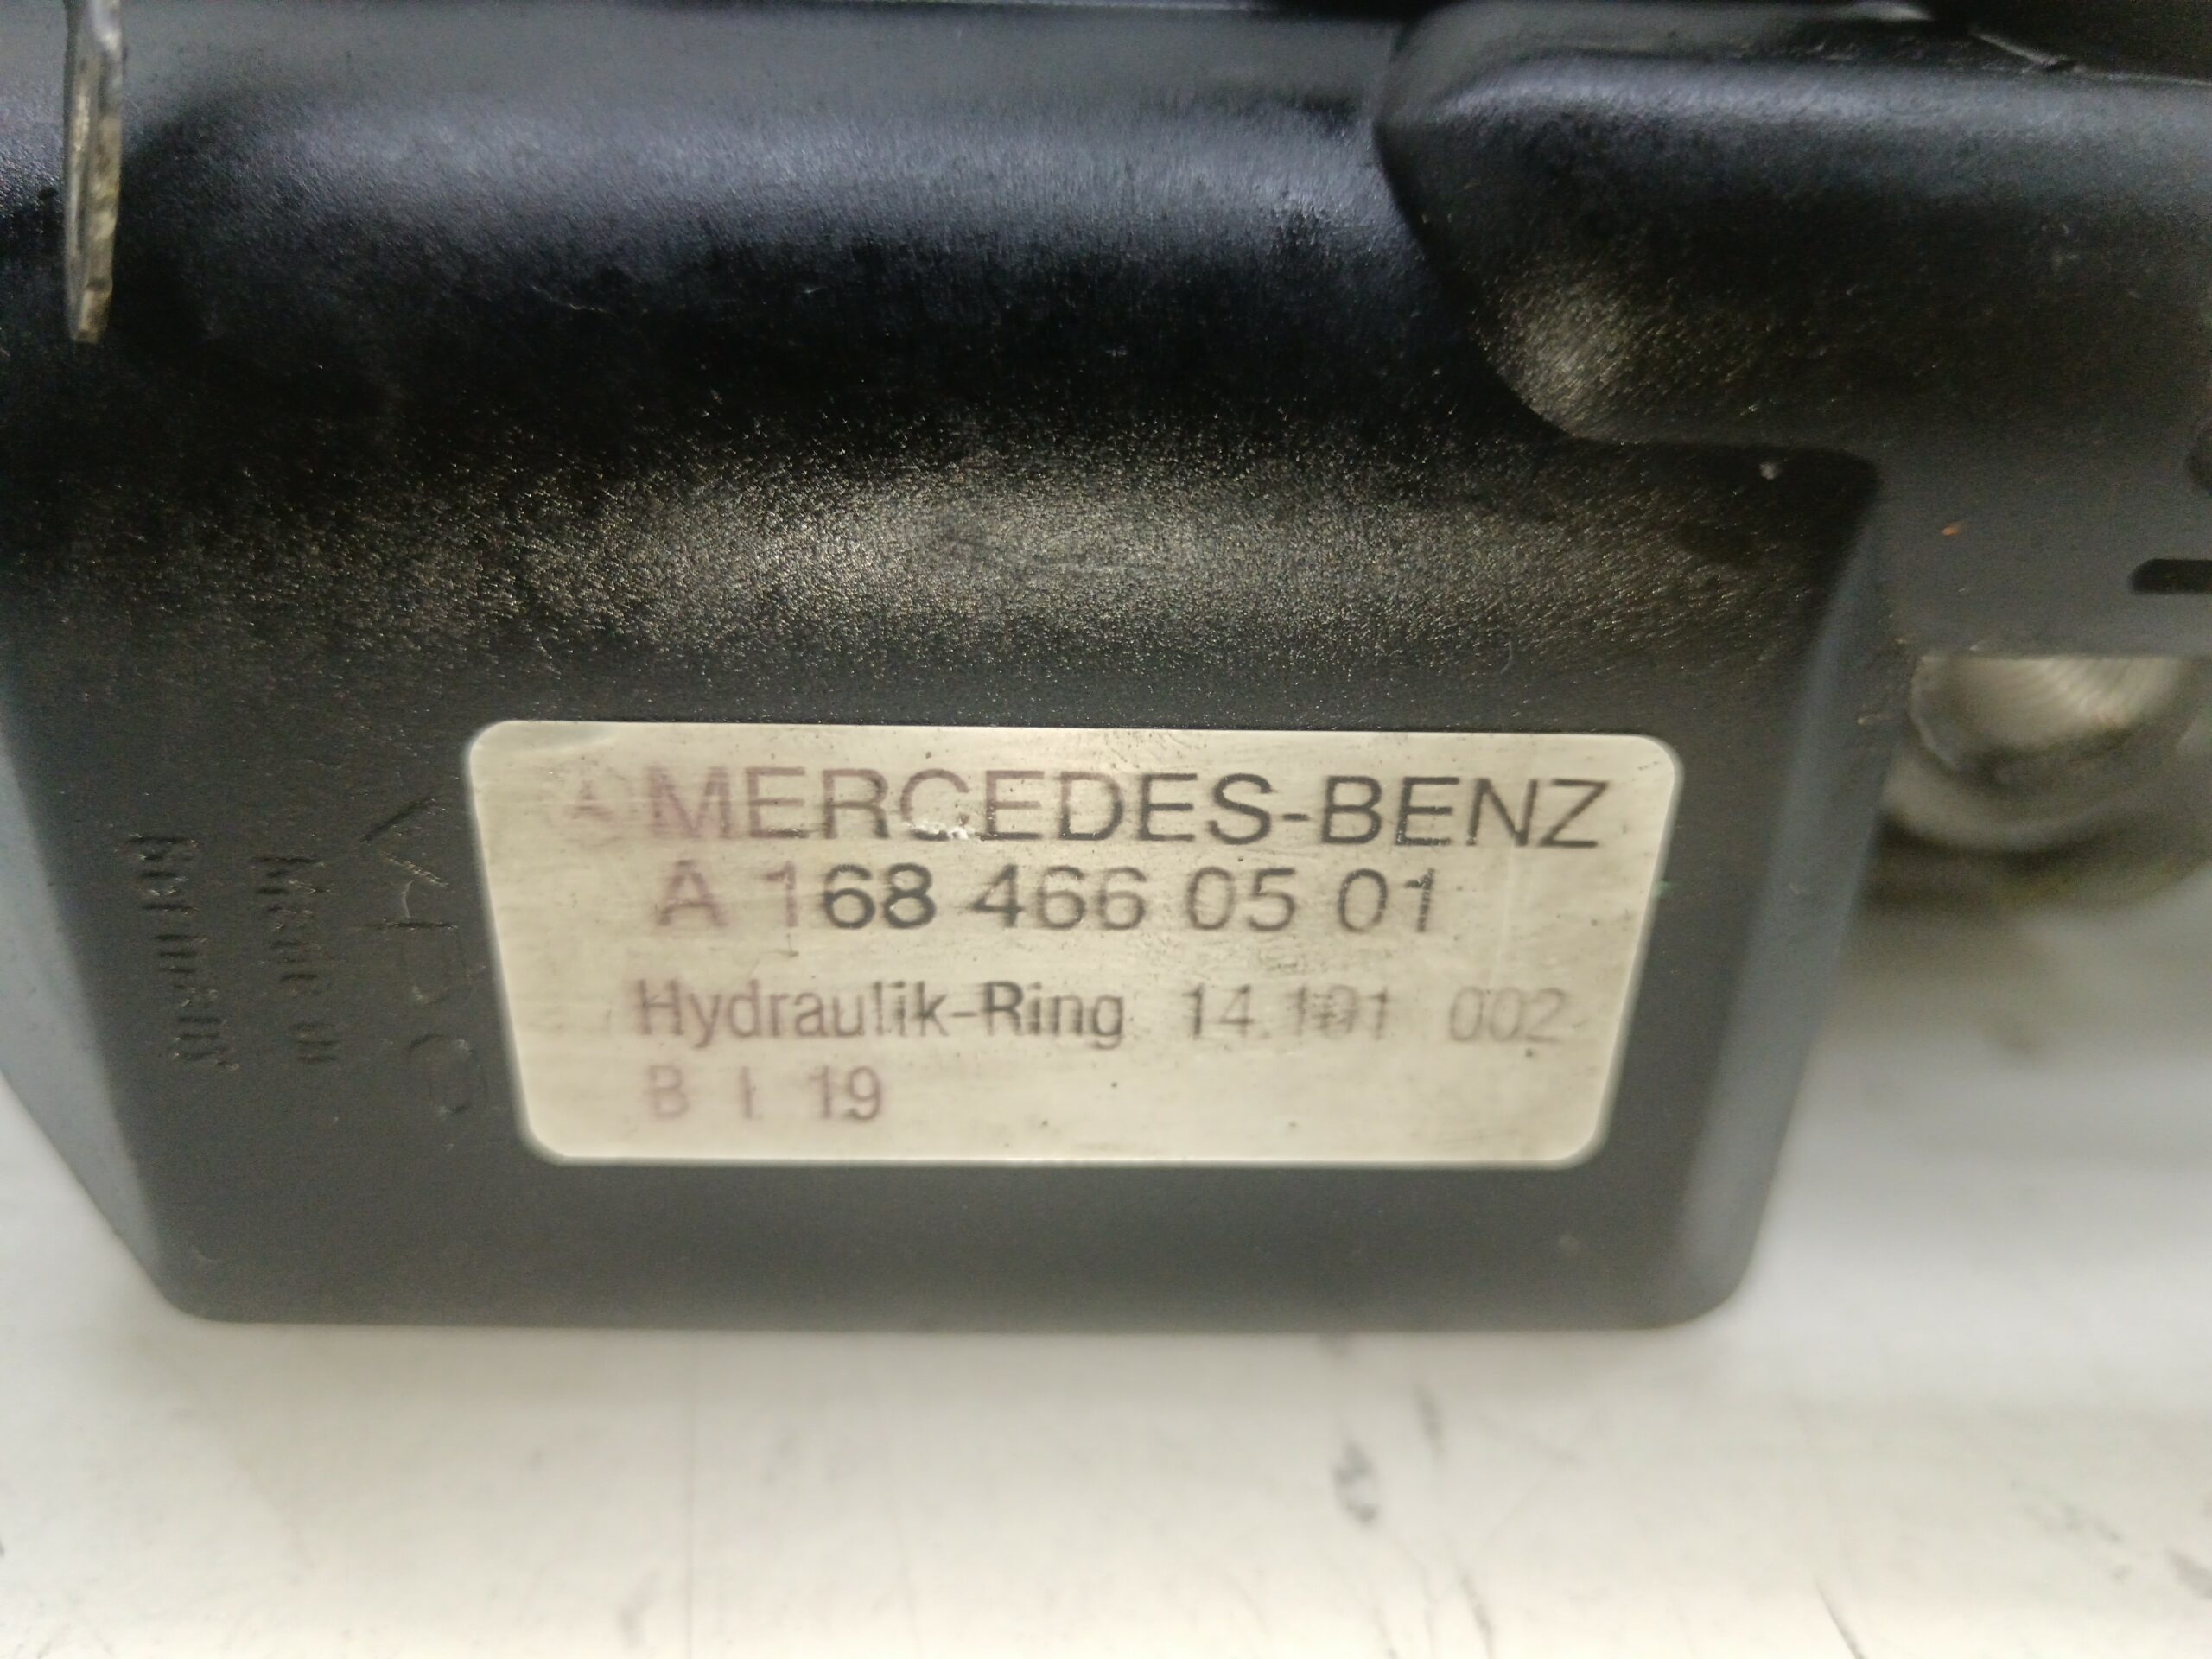 MERCEDES-BENZ
A 168 466 05 01
Hydraulik-Ring 14.101 002
B I 19